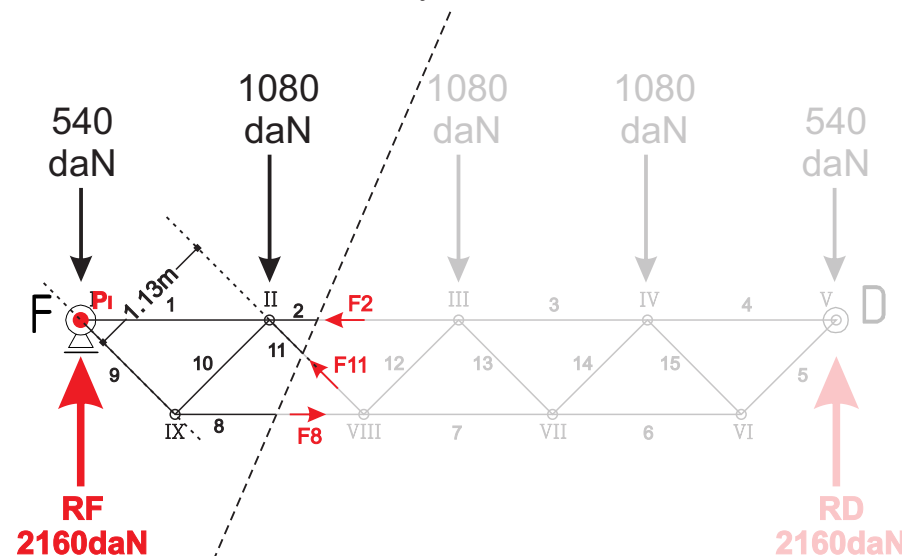 1080
daN
1080
daN
1080
daN
540
daN
540
daN
1.13m
F
I
PI
1
II
2
F2
III
3
IV
4
V
D
9
10
11
F11
12
13
14
15
5
IX
8
F8
VIII
7
VII
6
VI
RF
2160daN
RD
2160daN